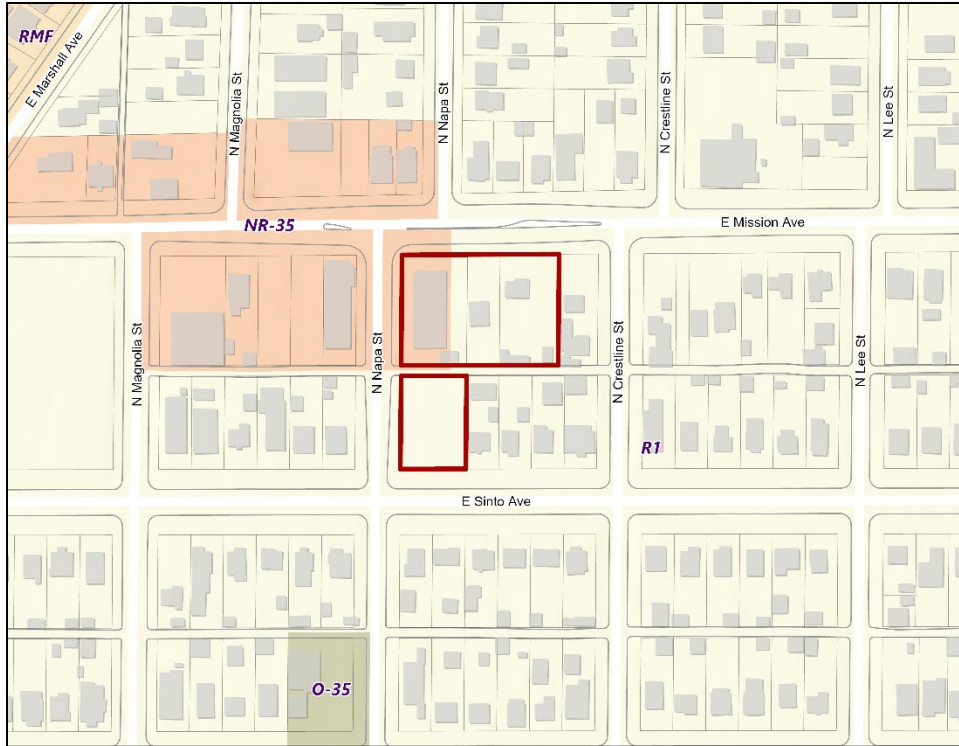 RMF
E Marshall Ave
N Magnolia St
N Napa St
N Crestline St
N Lee St
NR-35
E Mission Ave
N Magnolia St
N Napa St
N Crestline St
N Lee St
R1
E Sinto Ave
O-35